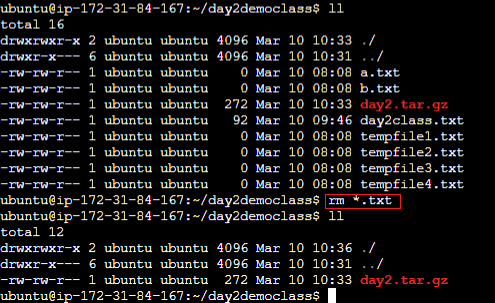 ubuntu@ip-172-31-84-167:~/day2democlass$ ll
total 16
drwxrwxr-x 2 ubuntu ubuntu 4096 Mar 10 10:33 ./
drwxr-x--- 6 ubuntu ubuntu 4096 Mar 10 10:31 ../
-rw-rw-r-- 1 ubuntu ubuntu    0 Mar 10 08:08 a.txt
-rw-rw-r-- 1 ubuntu ubuntu    0 Mar 10 08:08 b.txt
-rw-rw-r-- 1 ubuntu ubuntu  272 Mar 10 10:33 day2.tar.gz
-rw-rw-r-- 1 ubuntu ubuntu   92 Mar 10 09:46 day2class.txt
-rw-rw-r-- 1 ubuntu ubuntu    0 Mar 10 08:08 tempfile1.txt
-rw-rw-r-- 1 ubuntu ubuntu    0 Mar 10 08:08 tempfile2.txt
-rw-rw-r-- 1 ubuntu ubuntu    0 Mar 10 08:08 tempfile3.txt
-rw-rw-r-- 1 ubuntu ubuntu    0 Mar 10 08:08 tempfile4.txt
ubuntu@ip-172-31-84-167:~/day2democlass$ rm *.txt
ubuntu@ip-172-31-84-167:~/day2democlass$ ll
total 12
drwxrwxr-x 2 ubuntu ubuntu 4096 Mar 10 10:36 ./
drwxr-x--- 6 ubuntu ubuntu 4096 Mar 10 10:31 ../
-rw-rw-r-- 1 ubuntu ubuntu  272 Mar 10 10:33 day2.tar.gz
ubuntu@ip-172-31-84-167:~/day2democlass$